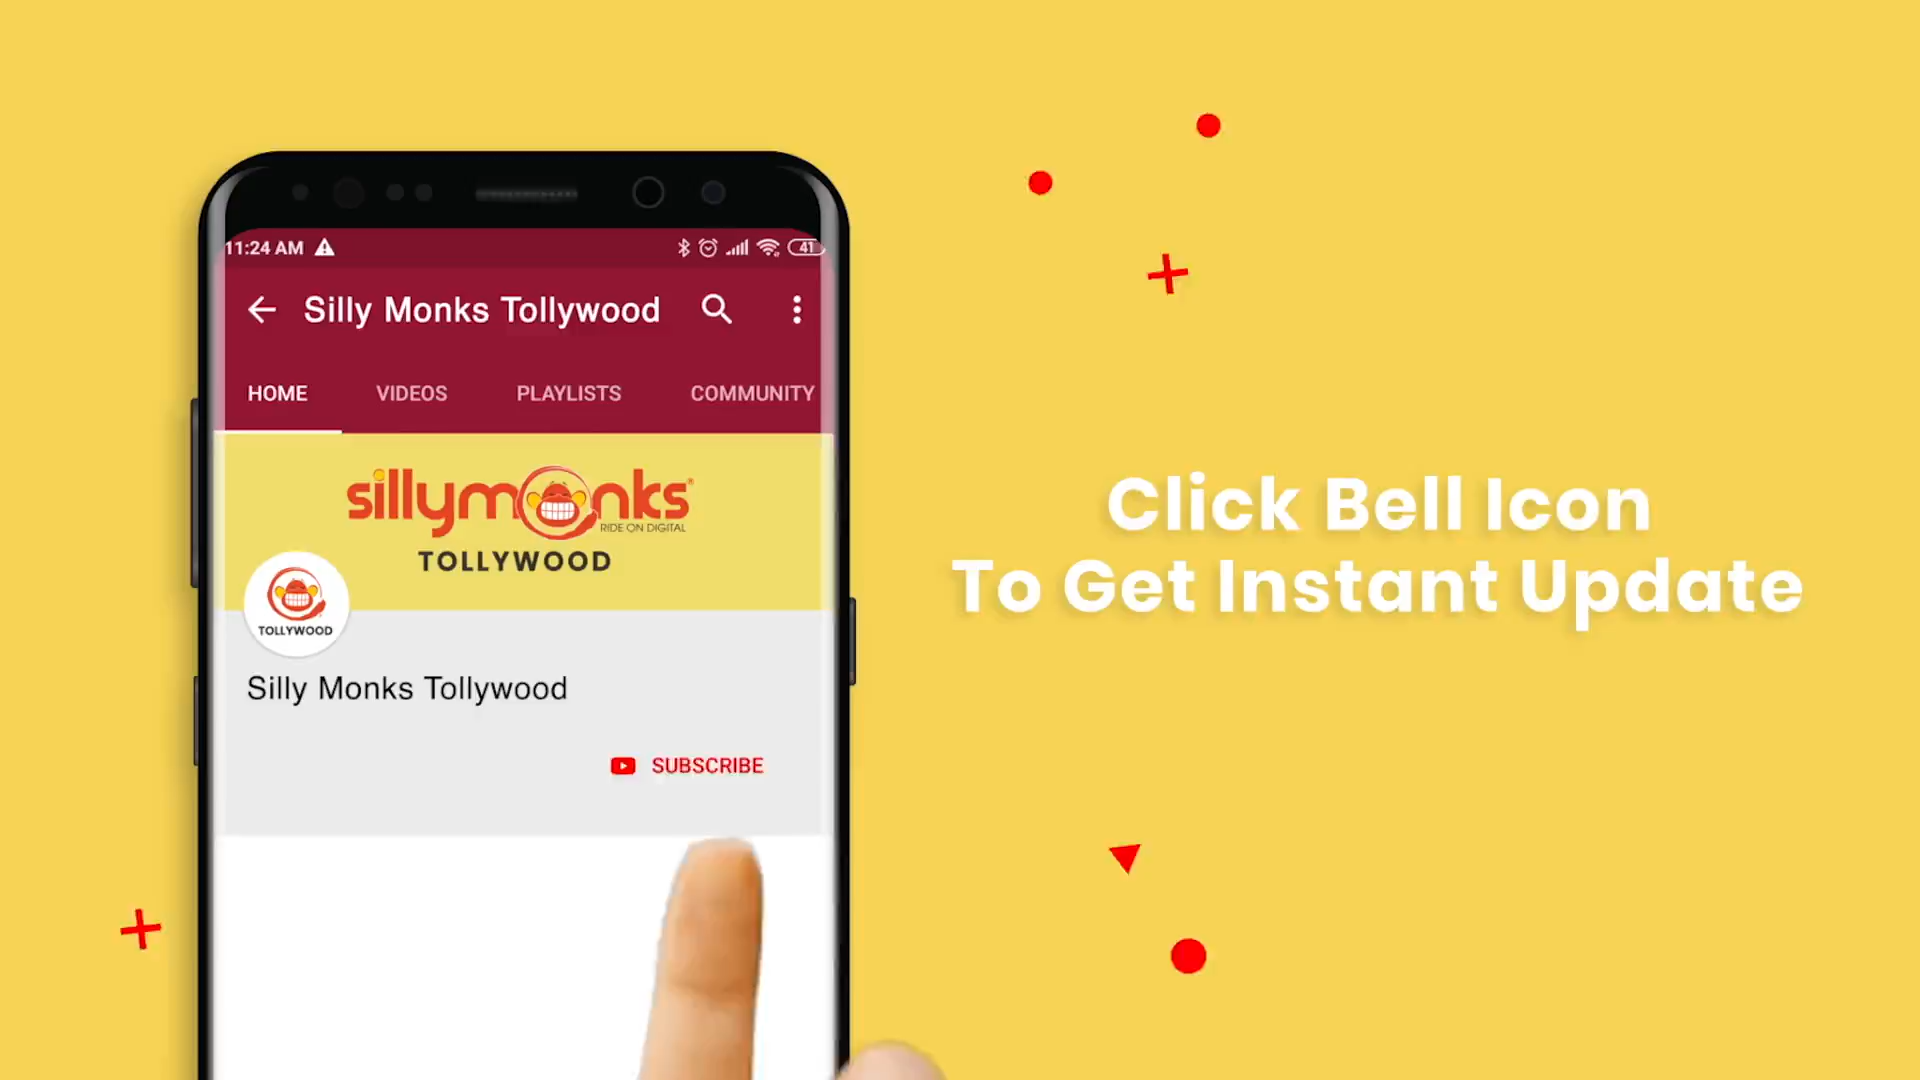 11:24 AM
41
Silly Monks Tollywood
HOME VIDEOS PLAYLISTS COMMUNITY
sillymonks®
RIDE ON DIGITAL
TOLLYWOOD
TOLLYWOOD
Silly Monks Tollywood
SUBSCRIBE
Click Bell Icon
To Get Instant Update